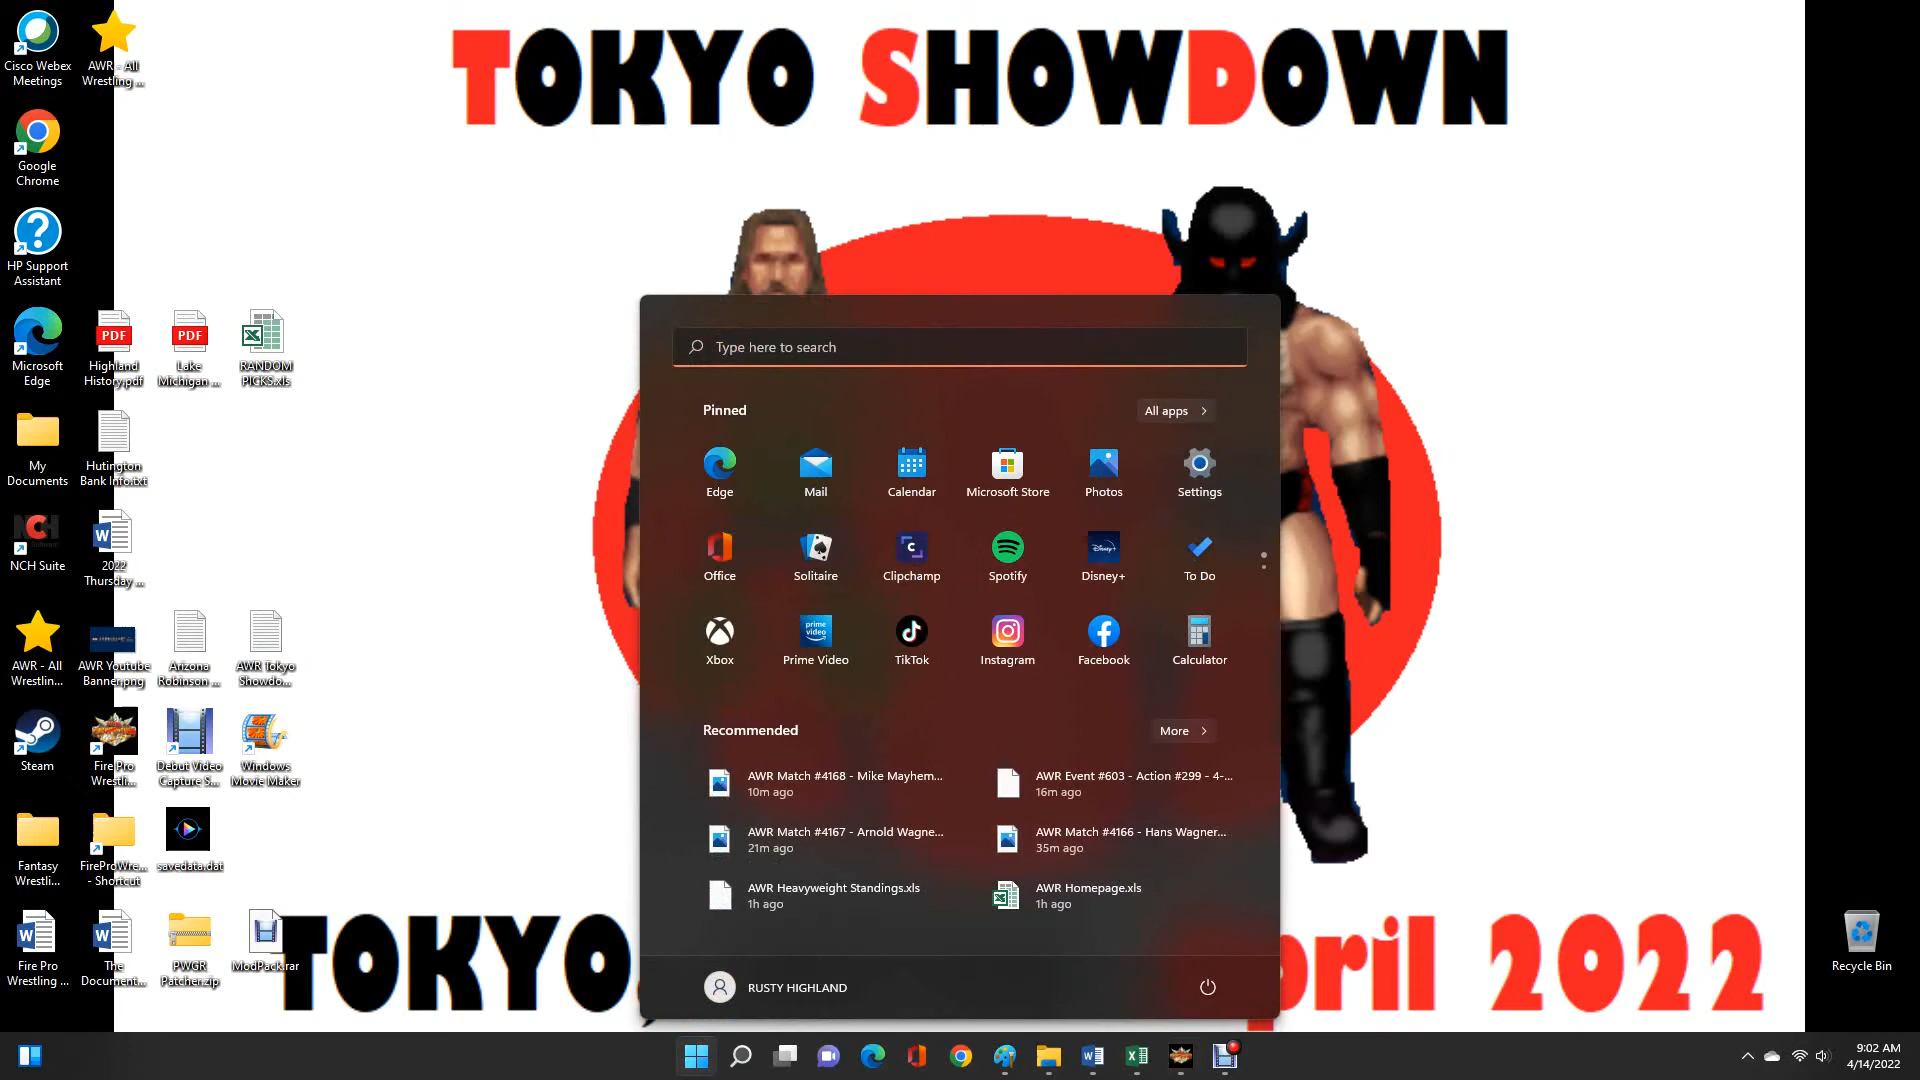 TOKYO SHOWDOWN
Cisco Webex
Meetings
AWR - All
Wrestling ...
Google
Chrome
HP Support
Assistant
Microsoft
Edge
Highland
History.pdf
Lake
Michigan ...
RANDOM
PICKS.xls
My
Documents
Hutington
Bank Info.txt
NCH Suite
2022
Thursday ...
AWR - All
Wrestlin...
AWR Youtube
Banner.png
Arizona
Robinson ...
AWR Tokyo
Showdo...
Steam
Fire Pro
Wrestli...
Debut Video
Capture S...
Windows
Movie Maker
Fantasy
Wrestli...
FireProWre...
- Shortcut
savedata.dat
Fire Pro
Wrestling ...
The
Document...
PWGR
Patcher.zip
ModPack.rar
Recycle Bin
Type here to search
Pinned
All apps
Edge
Mail
Calendar
Microsoft Store
Photos
Settings
Office
Solitaire
Clipchamp
Spotify
Disney+
To Do
Xbox
Prime Video
TikTok
Instagram
Facebook
Calculator
Recommended
More
AWR Match #4168 - Mike Mayhem...
10m ago
AWR Event #603 - Action #299 - 4-...
16m ago
AWR Match #4167 - Arnold Wagne...
21m ago
AWR Match #4166 - Hans Wagner...
35m ago
AWR Heavyweight Standings.xls
1h ago
AWR Homepage.xls
1h ago
RUSTY HIGHLAND
TOKYO
pril 2022
9:02 AM
4/14/2022